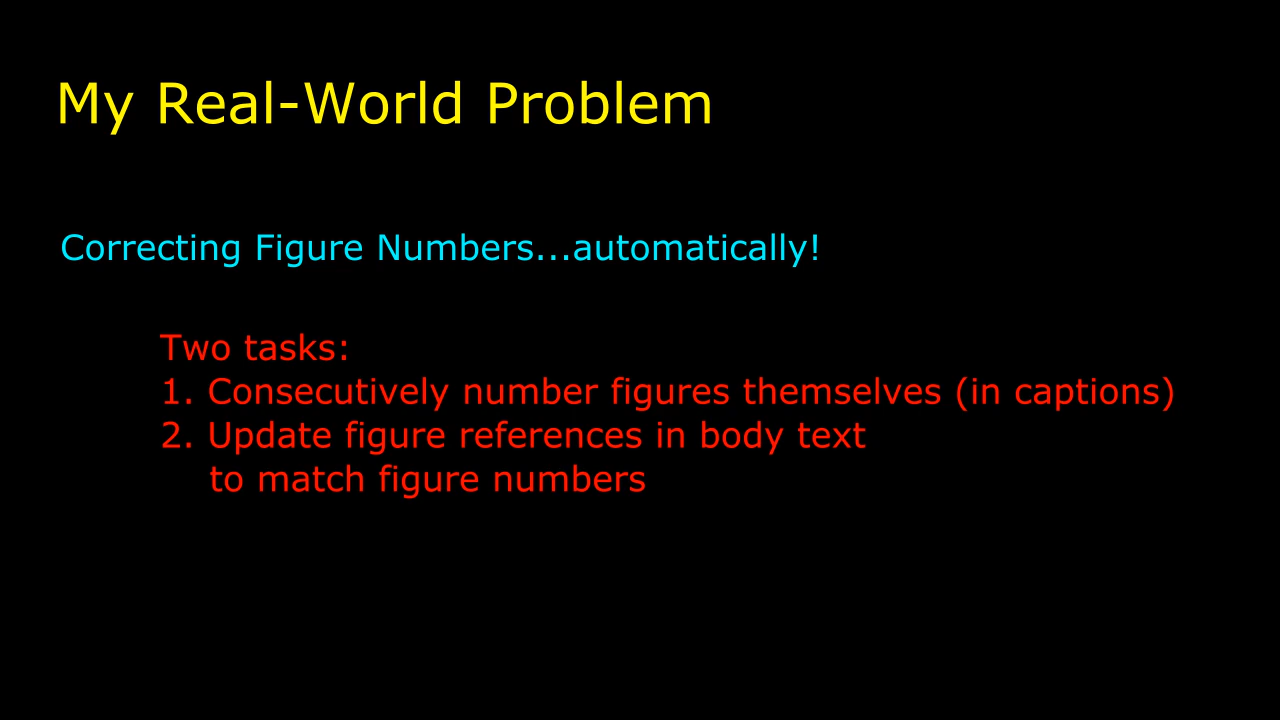 My Real-World Problem
Correcting Figure Numbers...automatically!
Two tasks:
1. Consecutively number figures themselves (in captions)
2. Update figure references in body text
to match figure numbers